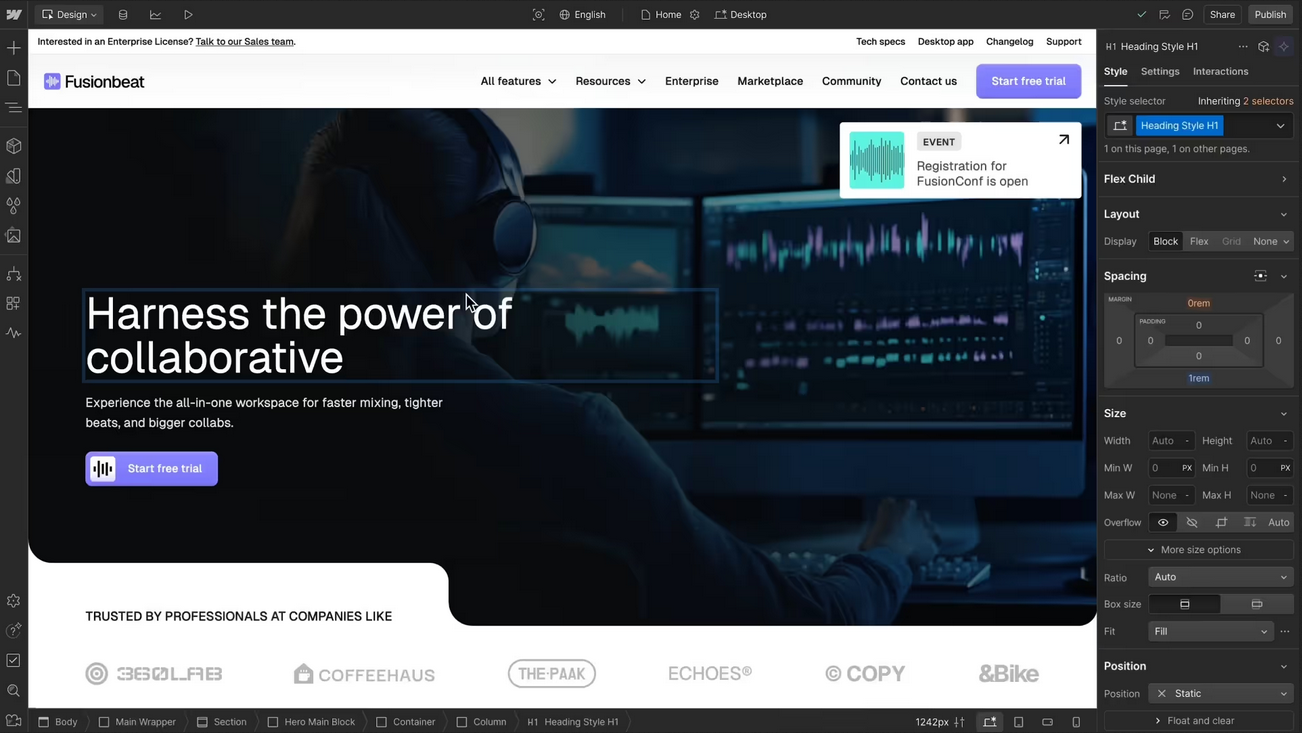 Design
English
Home
Desktop
Share
Publish
Interested in an Enterprise License? Talk to our Sales team.
Tech specs
Desktop app
Changelog
Support
Fusionbeat
All features
Resources
Enterprise
Marketplace
Community
Contact us
Start free trial
EVENT
Registration for
FusionConf is open
Harness the power of
collaborative
Experience the all-in-one workspace for faster mixing, tighter
beats, and bigger collabs.
Start free trial
TRUSTED BY PROFESSIONALS AT COMPANIES LIKE
360LAB
COFFEEHAUS
THE-PAAK
ECHOES®
© COPY
&Bike
Body
Main Wrapper
Section
Hero Main Block
Container
Column
H1 Heading Style H1
1242px
H1 Heading Style H1
Style
Settings
Interactions
Style selector
Inheriting 2 selectors
Heading Style H1
1 on this page, 1 on other pages.
Flex Child
Layout
Display
Block
Flex
Grid
None
Spacing
MARGIN
0rem
PADDING
0
0
0
0
0
0
1rem
Size
Width
Auto
-
Height
Auto
-
Min W
0
PX
Min H
0
PX
Max W
None
-
Max H
None
-
Overflow
Auto
More size options
Ratio
Auto
Box size
Fit
Fill
Position
Position
Static
Float and clear